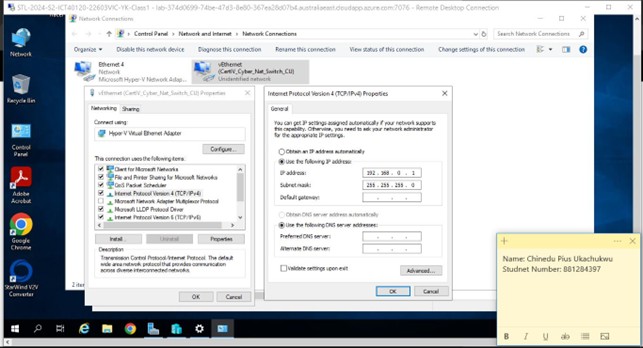 STL-2024-S2-ICT40120-22603VIC-YK-Class1 - lab-374d0699-74be-47d3-8e80-367ea28d07b4.australiaeast.cloudapp.azure.com:7076 - Remote Desktop Connection
Network Connections
Control Panel > Network and Internet > Network Connections
Search Network Connections
Organize
Disable this network device
Diagnose this connection
Rename this connection
View status of this connection
Change settings of this connection
Ethernet 4
Network
Microsoft Hyper-V Network Adap...
vEthernet
(CertIV_Cyber_Nat_Switch_CU)
Unidentified network
Network
Recycle Bin
Control
Panel
Adobe
Acrobat
Google
Chrome
StarWind V2V
Converter
vEthernet (CertIV_Cyber_Nat_Switch_CU) Properties
Networking
Sharing
Connect using:
Hyper-V Virtual Ethernet Adapter
Configure...
This connection uses the following items:
Client for Microsoft Networks
File and Printer Sharing for Microsoft Networks
QoS Packet Scheduler
Internet Protocol Version 4 (TCP/IPv4)
Microsoft Network Adapter Multiplexor Protocol
Microsoft LLDP Protocol Driver
Internet Protocol Version 6 (TCP/IPv6)
Install...
Uninstall
Properties
Description
Transmission Control Protocol/Internet Protocol. The default
wide area network protocol that provides communication
across diverse interconnected networks.
OK
Cancel
Internet Protocol Version 4 (TCP/IPv4) Properties
General
You can get IP settings assigned automatically if your network supports
this capability. Otherwise, you need to ask your network administrator
for the appropriate IP settings.
Obtain an IP address automatically
Use the following IP address:
IP address: 192 . 168 . 0 . 1
Subnet mask: 255 . 255 . 255 . 0
Default gateway: . . .
Obtain DNS server address automatically
Use the following DNS server addresses:
Preferred DNS server: . . .
Alternate DNS server: . . .
Validate settings upon exit
Advanced...
OK
Cancel
Name: Chinedu Pius Ukachukwu
Studnet Number: 881284397
B I U ab